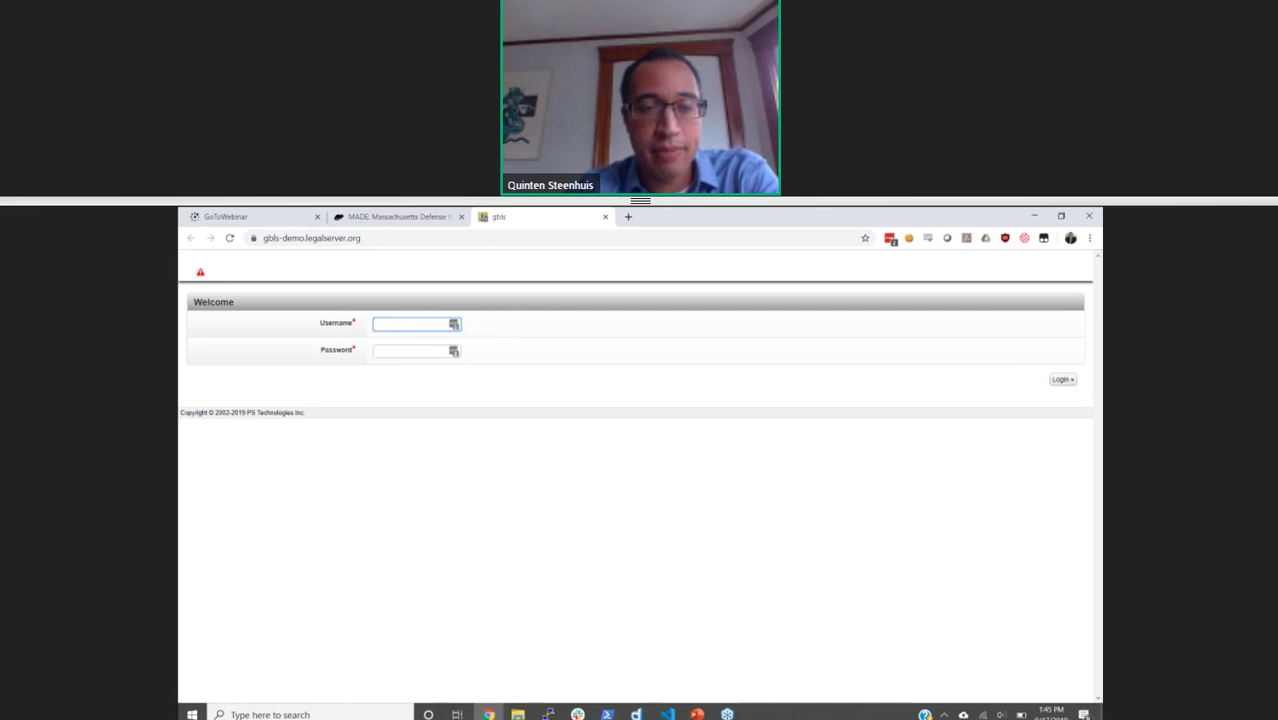 Quinten Steenhuis
GoToWebinar
MADE: Massachusetts Defense
gbls
gbls-demo.legalserver.org
Welcome
Username*
Password*
Login »
Copyright © 2002-2019 PS Technologies Inc.
Type here to search
1:45 PM